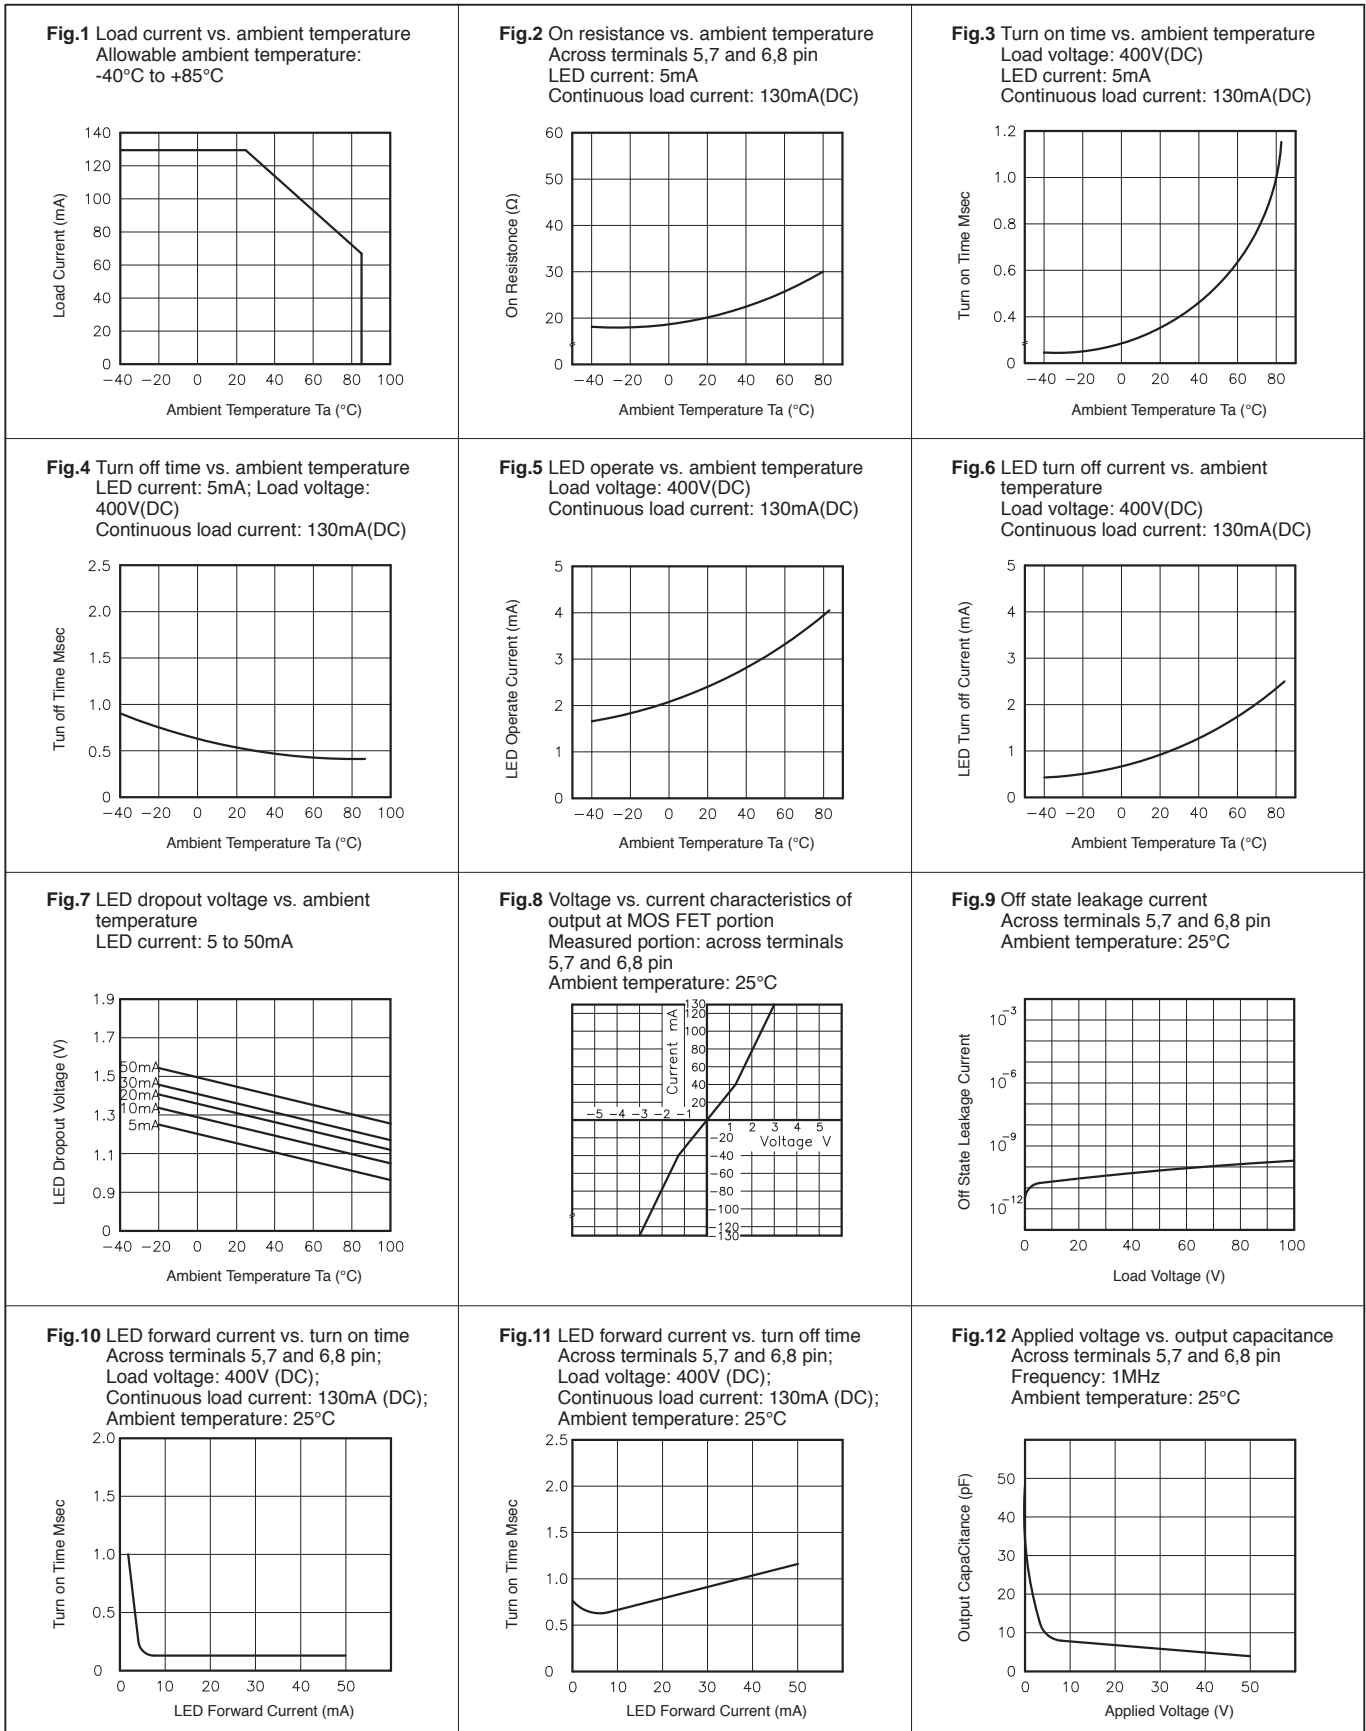 Fig.1 Load current vs. ambient temperature
Allowable ambient temperature:
-40°C to +85°C
140
120
100
80
60
40
20
0
Load Current (mA)
−40 −20 0 20 40 60 80 100
Ambient Temperature Ta (°C)
Fig.2 On resistance vs. ambient temperature
Across terminals 5,7 and 6,8 pin
LED current: 5mA
Continuous load current: 130mA(DC)
60
50
40
30
20
0
On Resistonce (Ω)
−40 −20 0 20 40 60 80
Ambient Temperature Ta (°C)
Fig.3 Turn on time vs. ambient temperature
Load voltage: 400V(DC)
LED current: 5mA
Continuous load current: 130mA(DC)
1.2
1.0
0.8
0.6
0.4
0
Turn on Time Msec
−40 −20 0 20 40 60 80
Ambient Temperature Ta (°C)
Fig.4 Turn off time vs. ambient temperature
LED current: 5mA; Load voltage:
400V(DC)
Continuous load current: 130mA(DC)
2.5
2.0
1.5
1.0
0.5
0
Tun off Time Msec
−40 −20 0 20 40 60 80 100
Ambient Temperature Ta (°C)
Fig.5 LED operate vs. ambient temperature
Load voltage: 400V(DC)
Continuous load current: 130mA(DC)
5
4
3
2
1
0
LED Operate Current (mA)
−40 −20 0 20 40 60 80
Ambient Temperature Ta (°C)
Fig.6 LED turn off current vs. ambient
temperature
Load voltage: 400V(DC)
Continuous load current: 130mA(DC)
5
4
3
2
1
0
LED Turn off Current (mA)
−40 −20 0 20 40 60 80
Ambient Temperature Ta (°C)
Fig.7 LED dropout voltage vs. ambient
temperature
LED current: 5 to 50mA
1.9
1.7
1.5
1.3
1.1
0.9
0
LED Dropout Voltage (V)
50mA
30mA
20mA
10mA
5mA
−40 −20 0 20 40 60 80 100
Ambient Temperature Ta (°C)
Fig.8 Voltage vs. current characteristics of
output at MOS FET portion
Measured portion: across terminals
5,7 and 6,8 pin
Ambient temperature: 25°C
130
120
100
80
60
40
20
Current mA
−5 −4 −3 −2 −1
1 2 3 4 5
Voltage V
−20
−40
−60
−80
−100
−120
−130
Fig.9 Off state leakage current
Across terminals 5,7 and 6,8 pin
Ambient temperature: 25°C
10−3
10−6
10−9
10−12
Off State Leakage Current
0 20 40 60 80 100
Load Voltage (V)
Fig.10 LED forward current vs. turn on time
Across terminals 5,7 and 6,8 pin;
Load voltage: 400V (DC);
Continuous load current: 130mA (DC);
Ambient temperature: 25°C
2.0
1.5
1.0
0.5
0
Turn on Time Msec
0 10 20 30 40 50
LED Forward Current (mA)
Fig.11 LED forward current vs. turn off time
Across terminals 5,7 and 6,8 pin;
Load voltage: 400V (DC);
Continuous load current: 130mA (DC);
Ambient temperature: 25°C
2.5
2.0
1.5
1.0
0.5
0
Turn on Time Msec
0 10 20 30 40 50
LED Forward Current (mA)
Fig.12 Applied voltage vs. output capacitance
Across terminals 5,7 and 6,8 pin
Frequency: 1MHz
Ambient temperature: 25°C
50
40
30
20
10
0
Output CapaCitance (pF)
0 10 20 30 40 50
Applied Voltage (V)